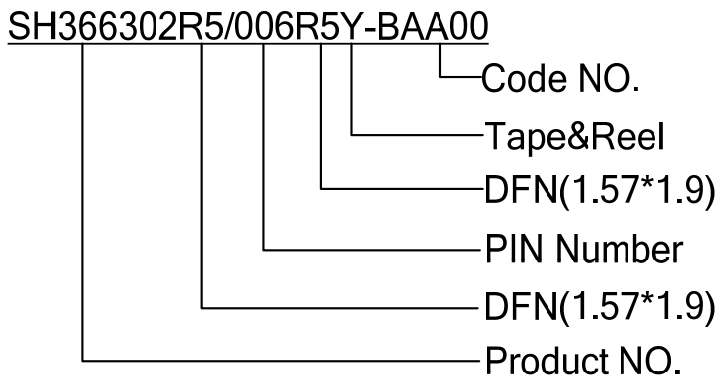 SH366302R5/006R5Y-BAA00
Code NO.
Tape&Reel
DFN(1.57*1.9)
PIN Number
DFN(1.57*1.9)
Product NO.